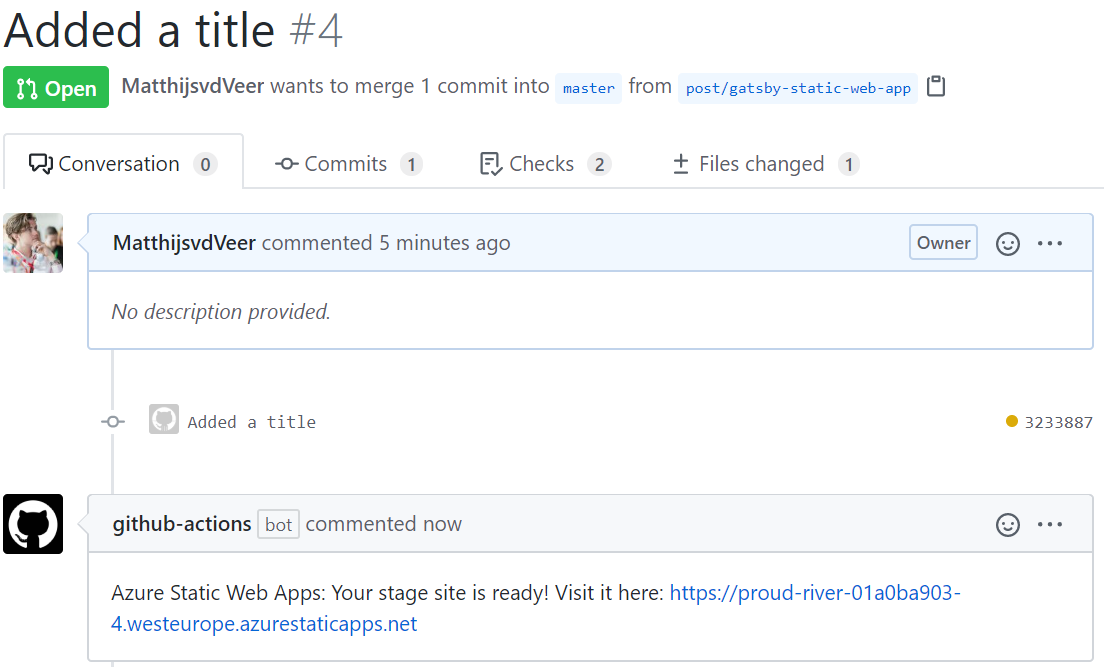 Added a title #4
Open MatthijsvdVeer wants to merge 1 commit into master from post/gatsby-static-web-app
Conversation 0 Commits 1 Checks 2 Files changed 1
MatthijsvdVeer commented 5 minutes ago Owner
No description provided.
Added a title 3233887
github-actions bot commented now
Azure Static Web Apps: Your stage site is ready! Visit it here: https://proud-river-01a0ba903-
4.westeurope.azurestaticapps.net